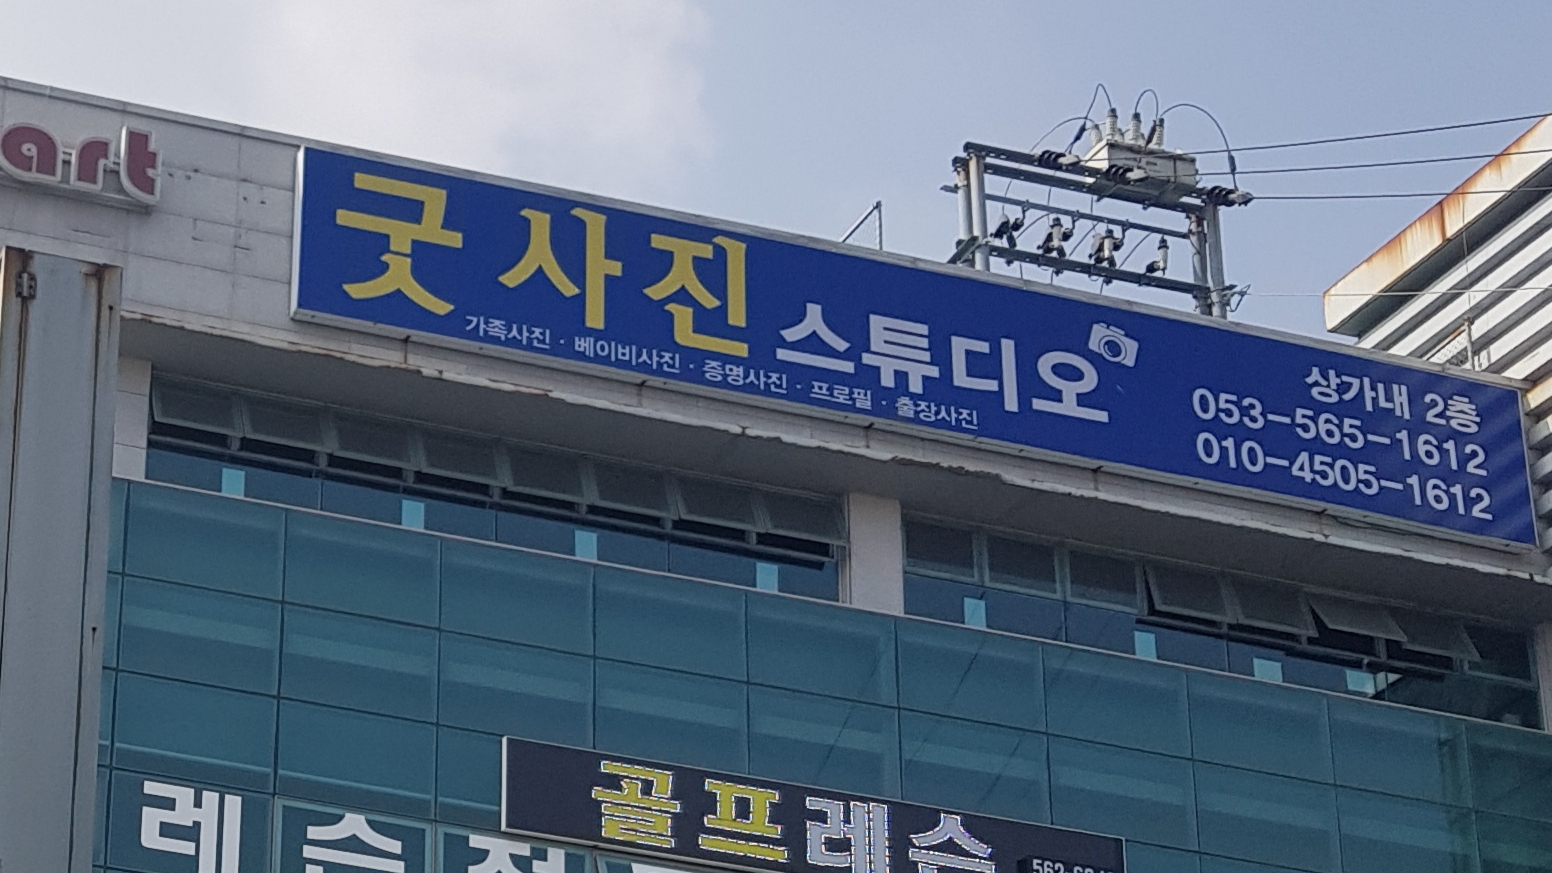 art
굿사진스튜디오
가족사진 · 베이비사진 · 증명사진 · 프로필 · 출장사진
상가내 2층
053-565-1612
010-4505-1612
골프레슨
레슨